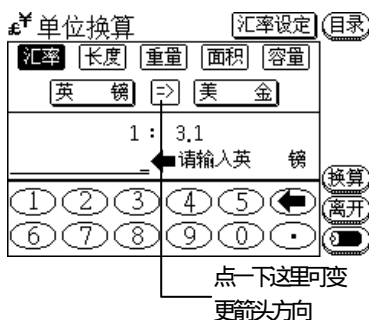 £¥ 单位换算 汇率设定 目录
汇率 长度 重量 面积 容量
英 镑 => 美 金
1 : 3.1
请输入英 镑
换算
1 2 3 4 5
离开
6 7 8 9 0 ·
点一下这里可变
更箭头方向